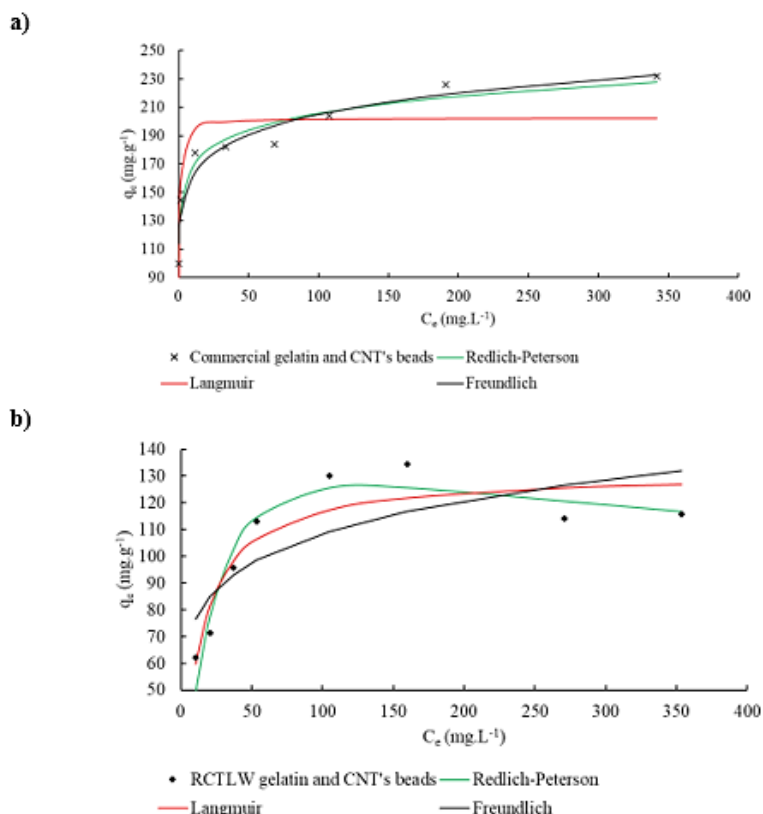 a)
250
230
210
190
170
150
130
110
90
qe (mg.g-1)
0 50 100 150 200 250 300 350 400
Ce (mg.L-1)
× Commercial gelatin and CNT's beads Redlich-Peterson
Langmuir Freundlich
b)
140
130
120
110
100
90
80
70
60
50
qe (mg.g-1)
0 50 100 150 200 250 300 350 400
Ce (mg.L-1)
♦ RCTLW gelatin and CNT's beads Redlich-Peterson
Langmuir Freundlich